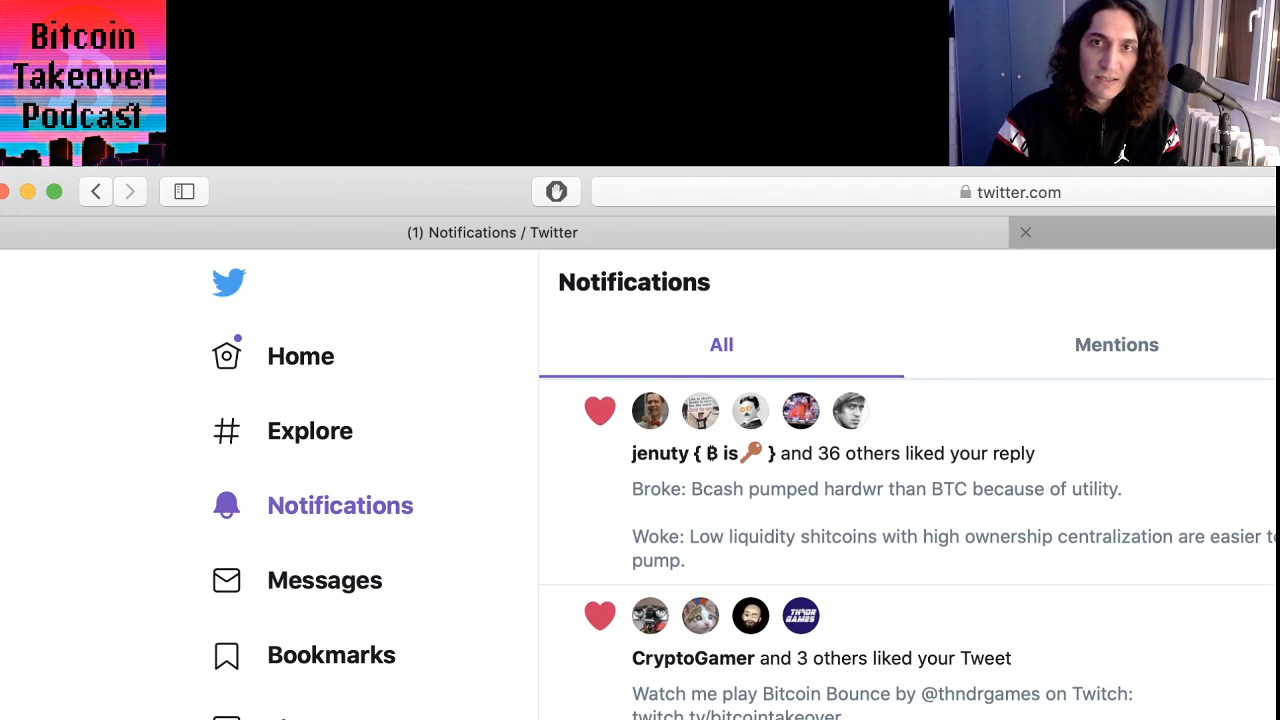 Bitcoin
Takeover
Podcast
twitter.com
(1) Notifications / Twitter
Notifications
Home
All
Mentions
Explore
jenuty { ₿ is🔑 } and 36 others liked your reply
Notifications
Broke: Bcash pumped hardwr than BTC because of utility.
Woke: Low liquidity shitcoins with high ownership centralization are easier to
pump.
Messages
THNDR
GAMES
Bookmarks
CryptoGamer and 3 others liked your Tweet
Watch me play Bitcoin Bounce by @thndrgames on Twitch:
twitch.tv/bitcointakeover